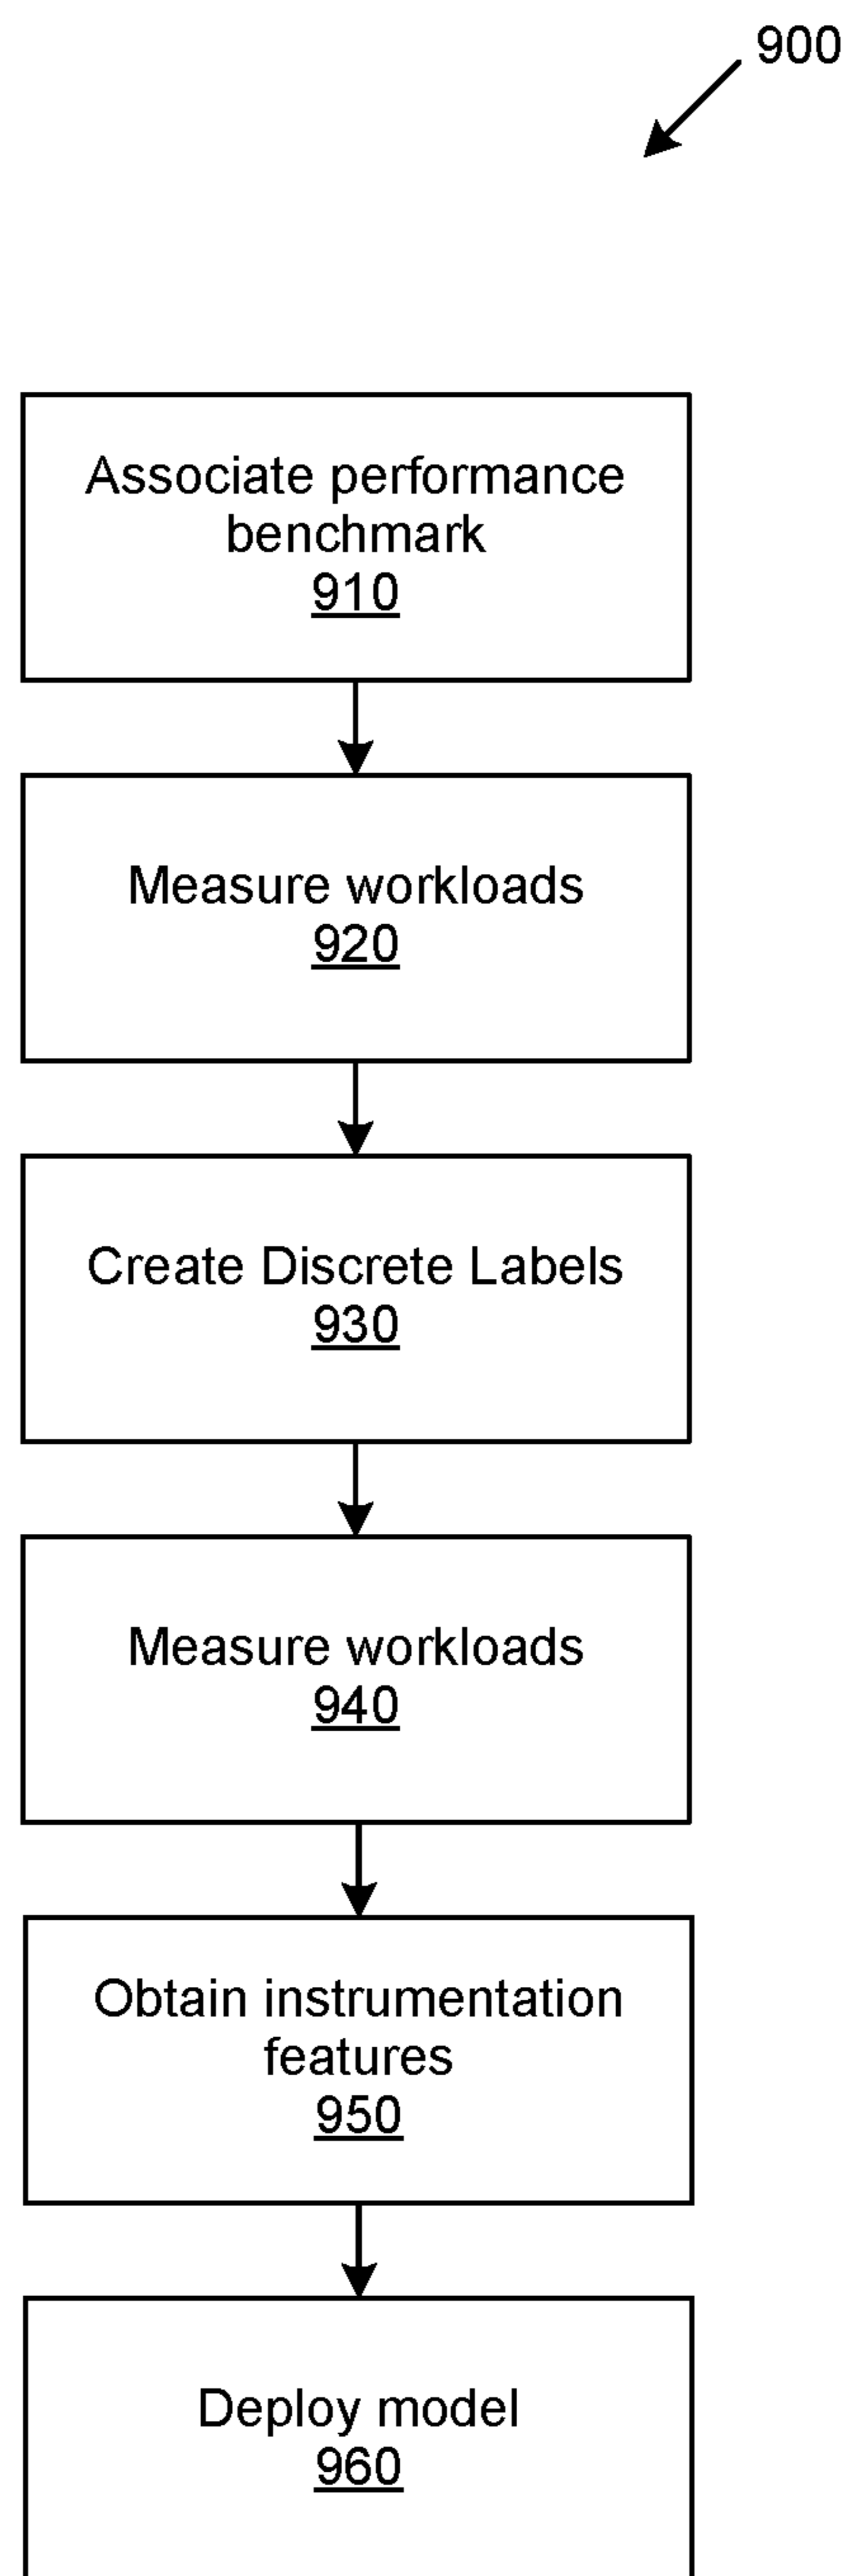 900
Associate performance
benchmark
910
Measure workloads
920
Create Discrete Labels
930
Measure workloads
940
Obtain instrumentation
features
950
Deploy model
960